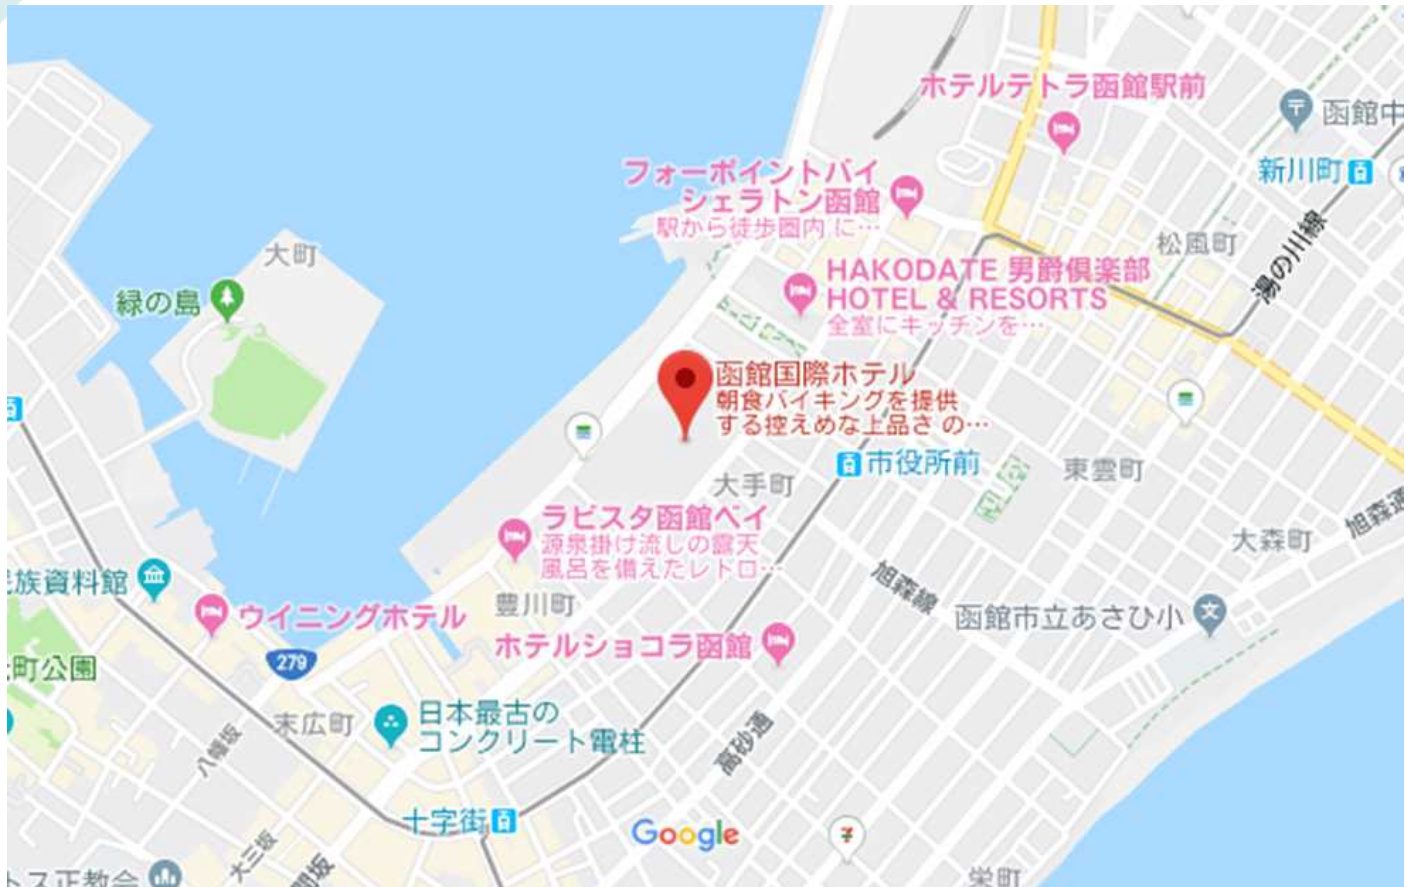 ホテルテトラ函館駅前
函館中
新川町
フォーポイントバイ
シェラトン函館
駅から徒歩圏内 に…
松風町
湯の川線
大町
緑の島
HAKODATE 男爵倶楽部
HOTEL & RESORTS
全室にキッチンを…
函館国際ホテル
朝食バイキングを提供
する控えめな上品さ の…
市役所前
大手町
東雲町
旭森通
大森町
ラビスタ函館ベイ
源泉掛け流しの露天
風呂を備えたレトロ…
旭森線
族資料館
豊川町
ウイニングホテル
函館市立あさひ小
ホテルショコラ函館
279
町公園
末広町
日本最古の
コンクリート電柱
八幡坂
高砂通
十字街
Google
大三坂
間坂
トス正教会
栄町